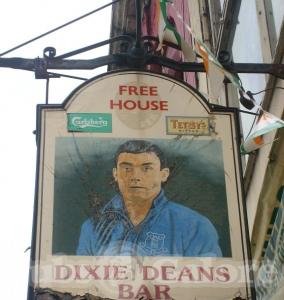 FREE
HOUSE
Carlsberg
TETLEY'S
DIXIE DEANS
BAR